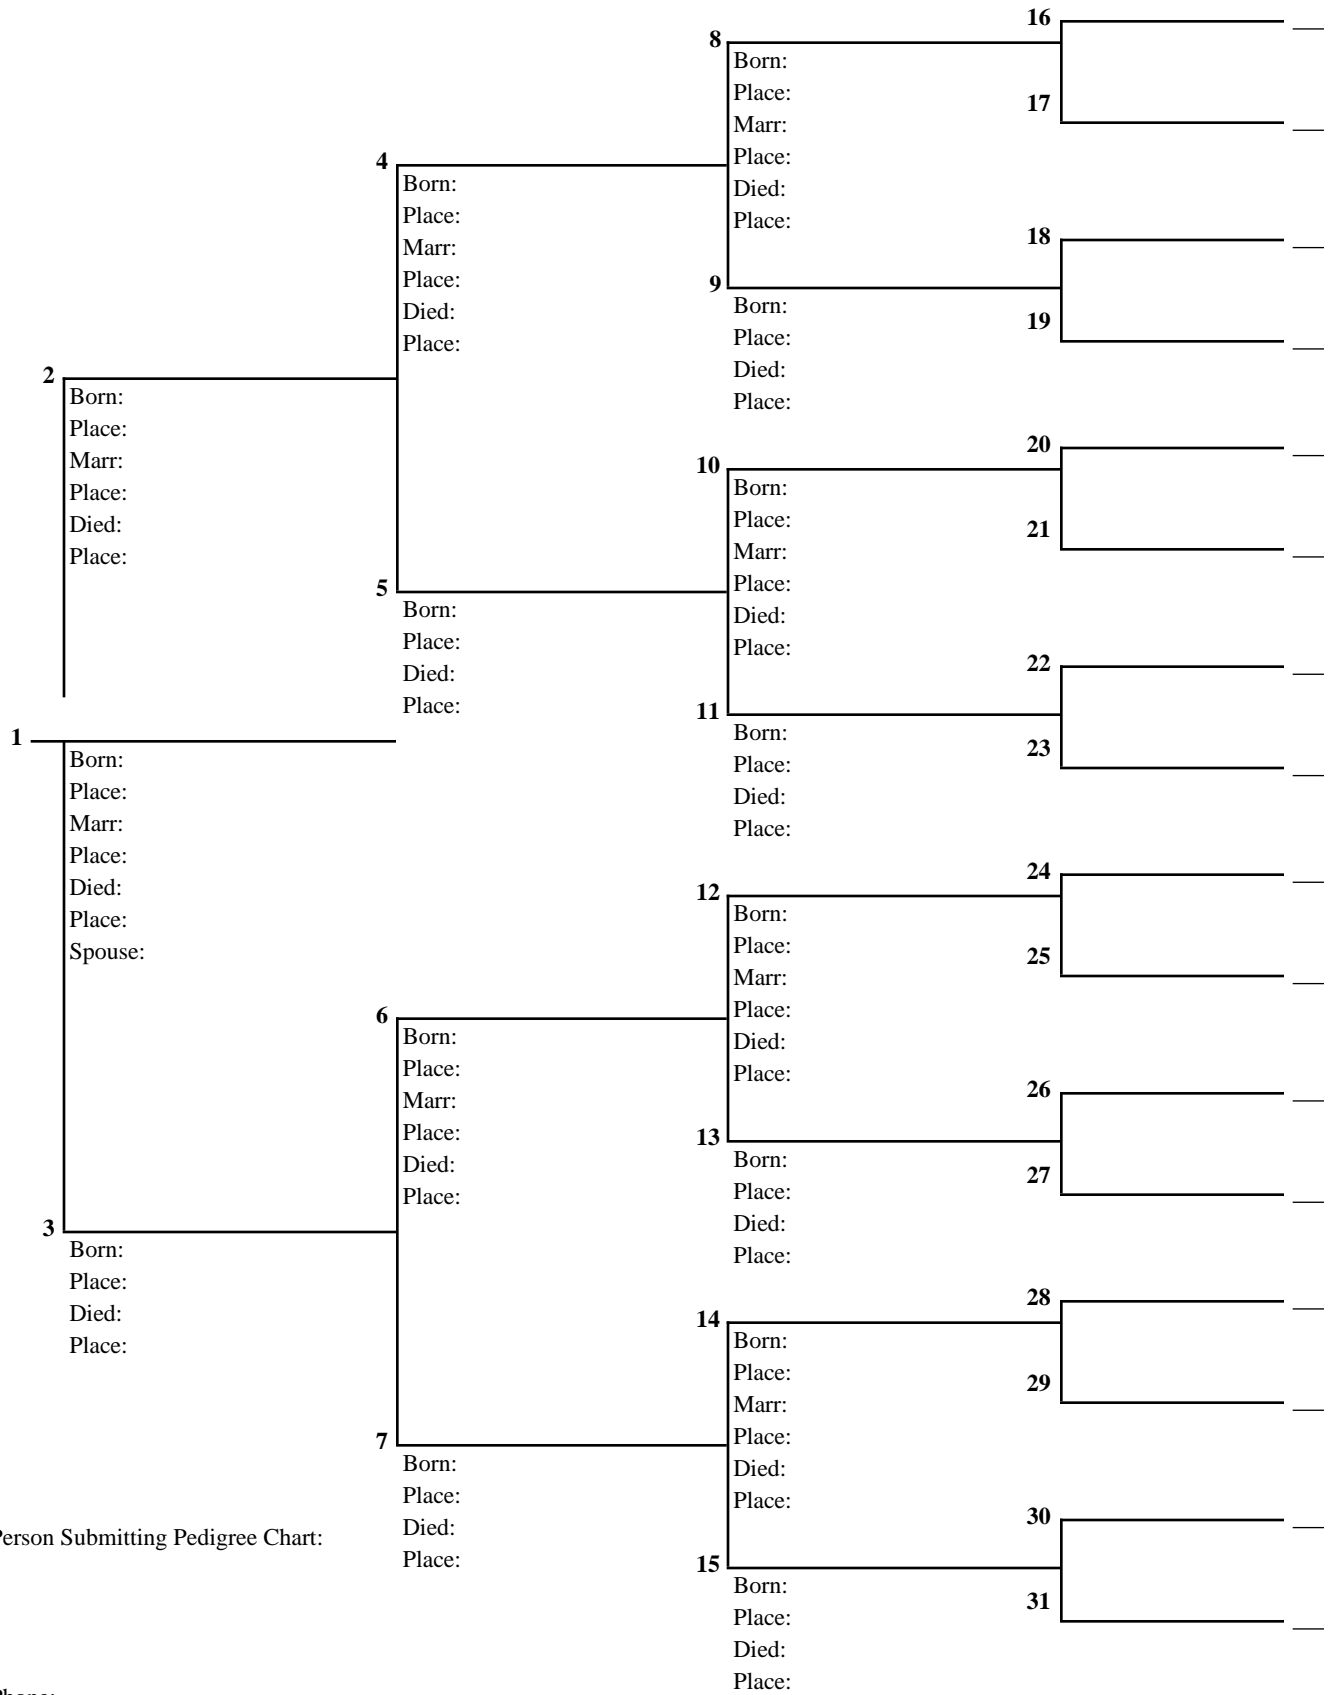 16
8
Born:
Place:
17
Marr:
Place:
4
Born:
Died:
Place:
Place:
Marr:
18
Place:
9
Died:
Born:
Place:
19
Place:
2
Died:
Born:
Place:
Place:
20
Marr:
10
Place:
Born:
Died:
Place:
21
Place:
Marr:
5
Place:
Born:
Died:
Place:
Place:
Died:
22
Place:
11
1
Born:
23
Born:
Place:
Place:
Died:
Marr:
Place:
Place:
24
Died:
12
Place:
Born:
Spouse:
Place:
25
Marr:
6
Place:
Born:
Died:
Place:
Place:
Marr:
26
Place:
13
Died:
Born:
27
Place:
Place:
3
Died:
Born:
Place:
Place:
28
Died:
14
Place:
Born:
Place:
29
Marr:
7
Place:
Born:
Died:
Place:
Place:
30
Died:
Person Submitting Pedigree Chart:
Place:
15
Born:
31
Place:
Died:
Place: